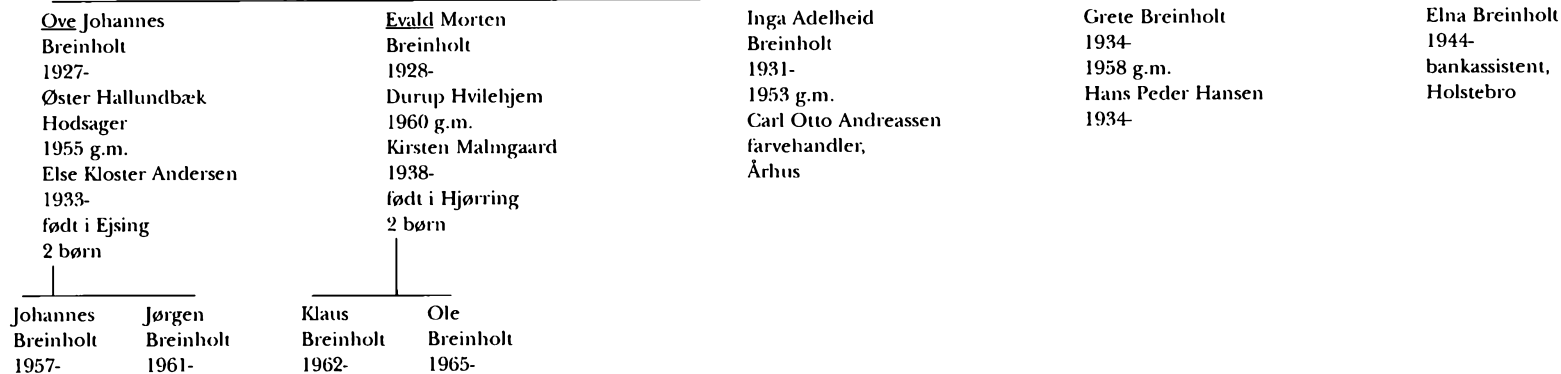 Ove Johannes
Breinholt
1927-
Øster Hallundbæk
Hodsager
1955 g.m.
Else Kloster Andersen
1933-
født i Ejsing
2 børn
Evald Morten
Breinholt
1928-
Durup Hvilehjem
1960 g.m.
Kirsten Malmgaard
1938-
født i Hjørring
2 børn
Inga Adelheid
Breinholt
1931-
1953 g.m.
Carl Otto Andreassen
farvehandler,
Århus
Grete Breinholt
1934-
1958 g.m.
Hans Peder Hansen
1934-
Elna Breinholt
1944-
bankassistent,
Holstebro
Johannes
Breinholt
1957-
Jørgen
Breinholt
1961-
Klaus
Breinholt
1962-
Ole
Breinholt
1965-